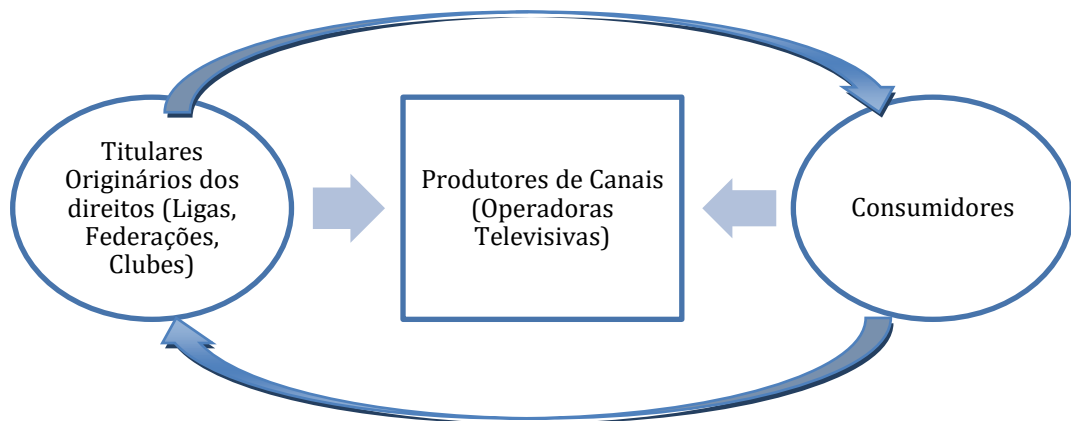 Titulares
Originários dos
direitos (Ligas,
Federações,
Clubes)
Produtores de Canais
(Operadoras
Televisivas)
Consumidores